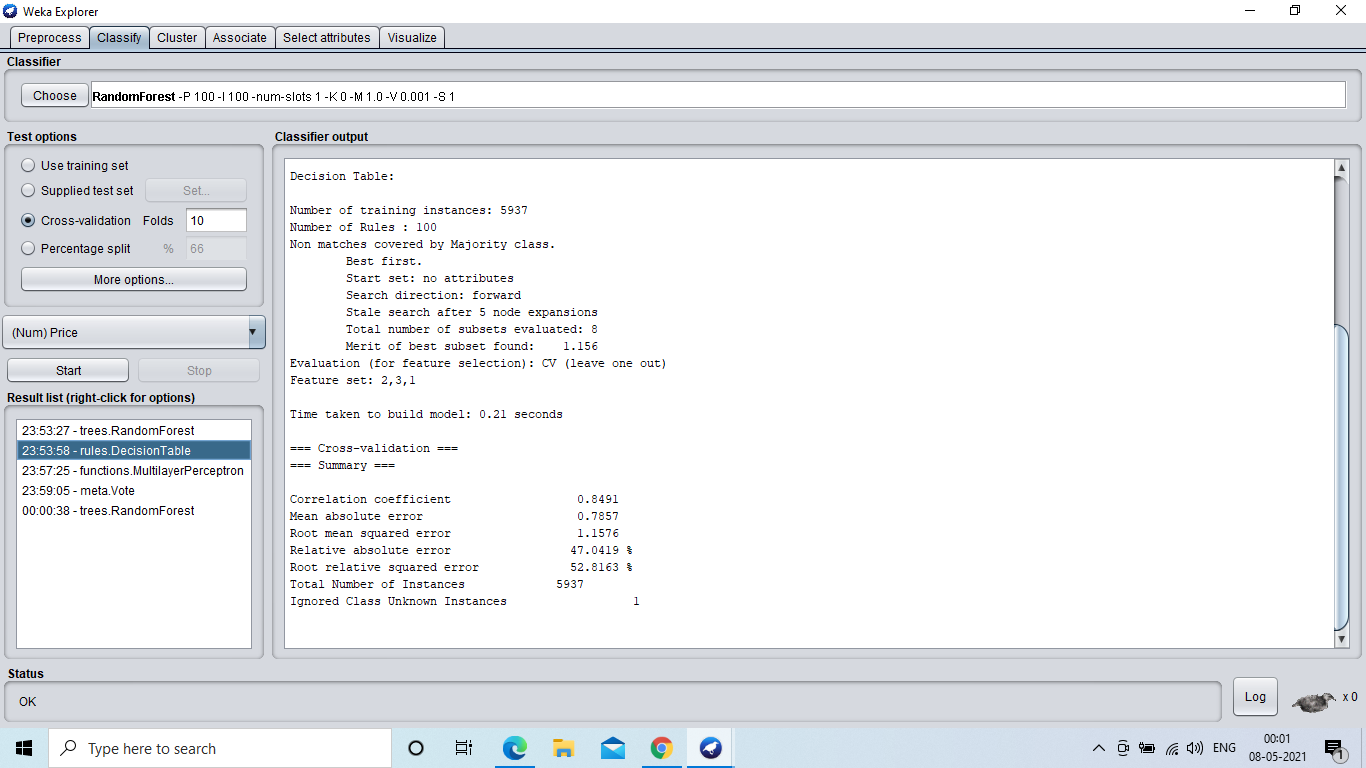 Weka Explorer
Preprocess Classify Cluster Associate Select attributes Visualize
Classifier
Choose RandomForest -P 100 -I 100 -num-slots 1 -K 0 -M 1.0 -V 0.001 -S 1
Test options
Use training set
Supplied test set Set...
Cross-validation Folds 10
Percentage split % 66
More options...
(Num) Price
Start Stop
Result list (right-click for options)
23:53:27 - trees.RandomForest
23:53:58 - rules.DecisionTable
23:57:25 - functions.MultilayerPerceptron
23:59:05 - meta.Vote
00:00:38 - trees.RandomForest
Classifier output
Decision Table:
Number of training instances: 5937
Number of Rules : 100
Non matches covered by Majority class.
Best first.
Start set: no attributes
Search direction: forward
Stale search after 5 node expansions
Total number of subsets evaluated: 8
Merit of best subset found: 1.156
Evaluation (for feature selection): CV (leave one out)
Feature set: 2,3,1
Time taken to build model: 0.21 seconds
=== Cross-validation ===
=== Summary ===
Correlation coefficient 0.8491
Mean absolute error 0.7857
Root mean squared error 1.1576
Relative absolute error 47.0419 %
Root relative squared error 52.8163 %
Total Number of Instances 5937
Ignored Class Unknown Instances 1
Status
OK
Log x 0
Type here to search
ENG
00:01
08-05-2021
1